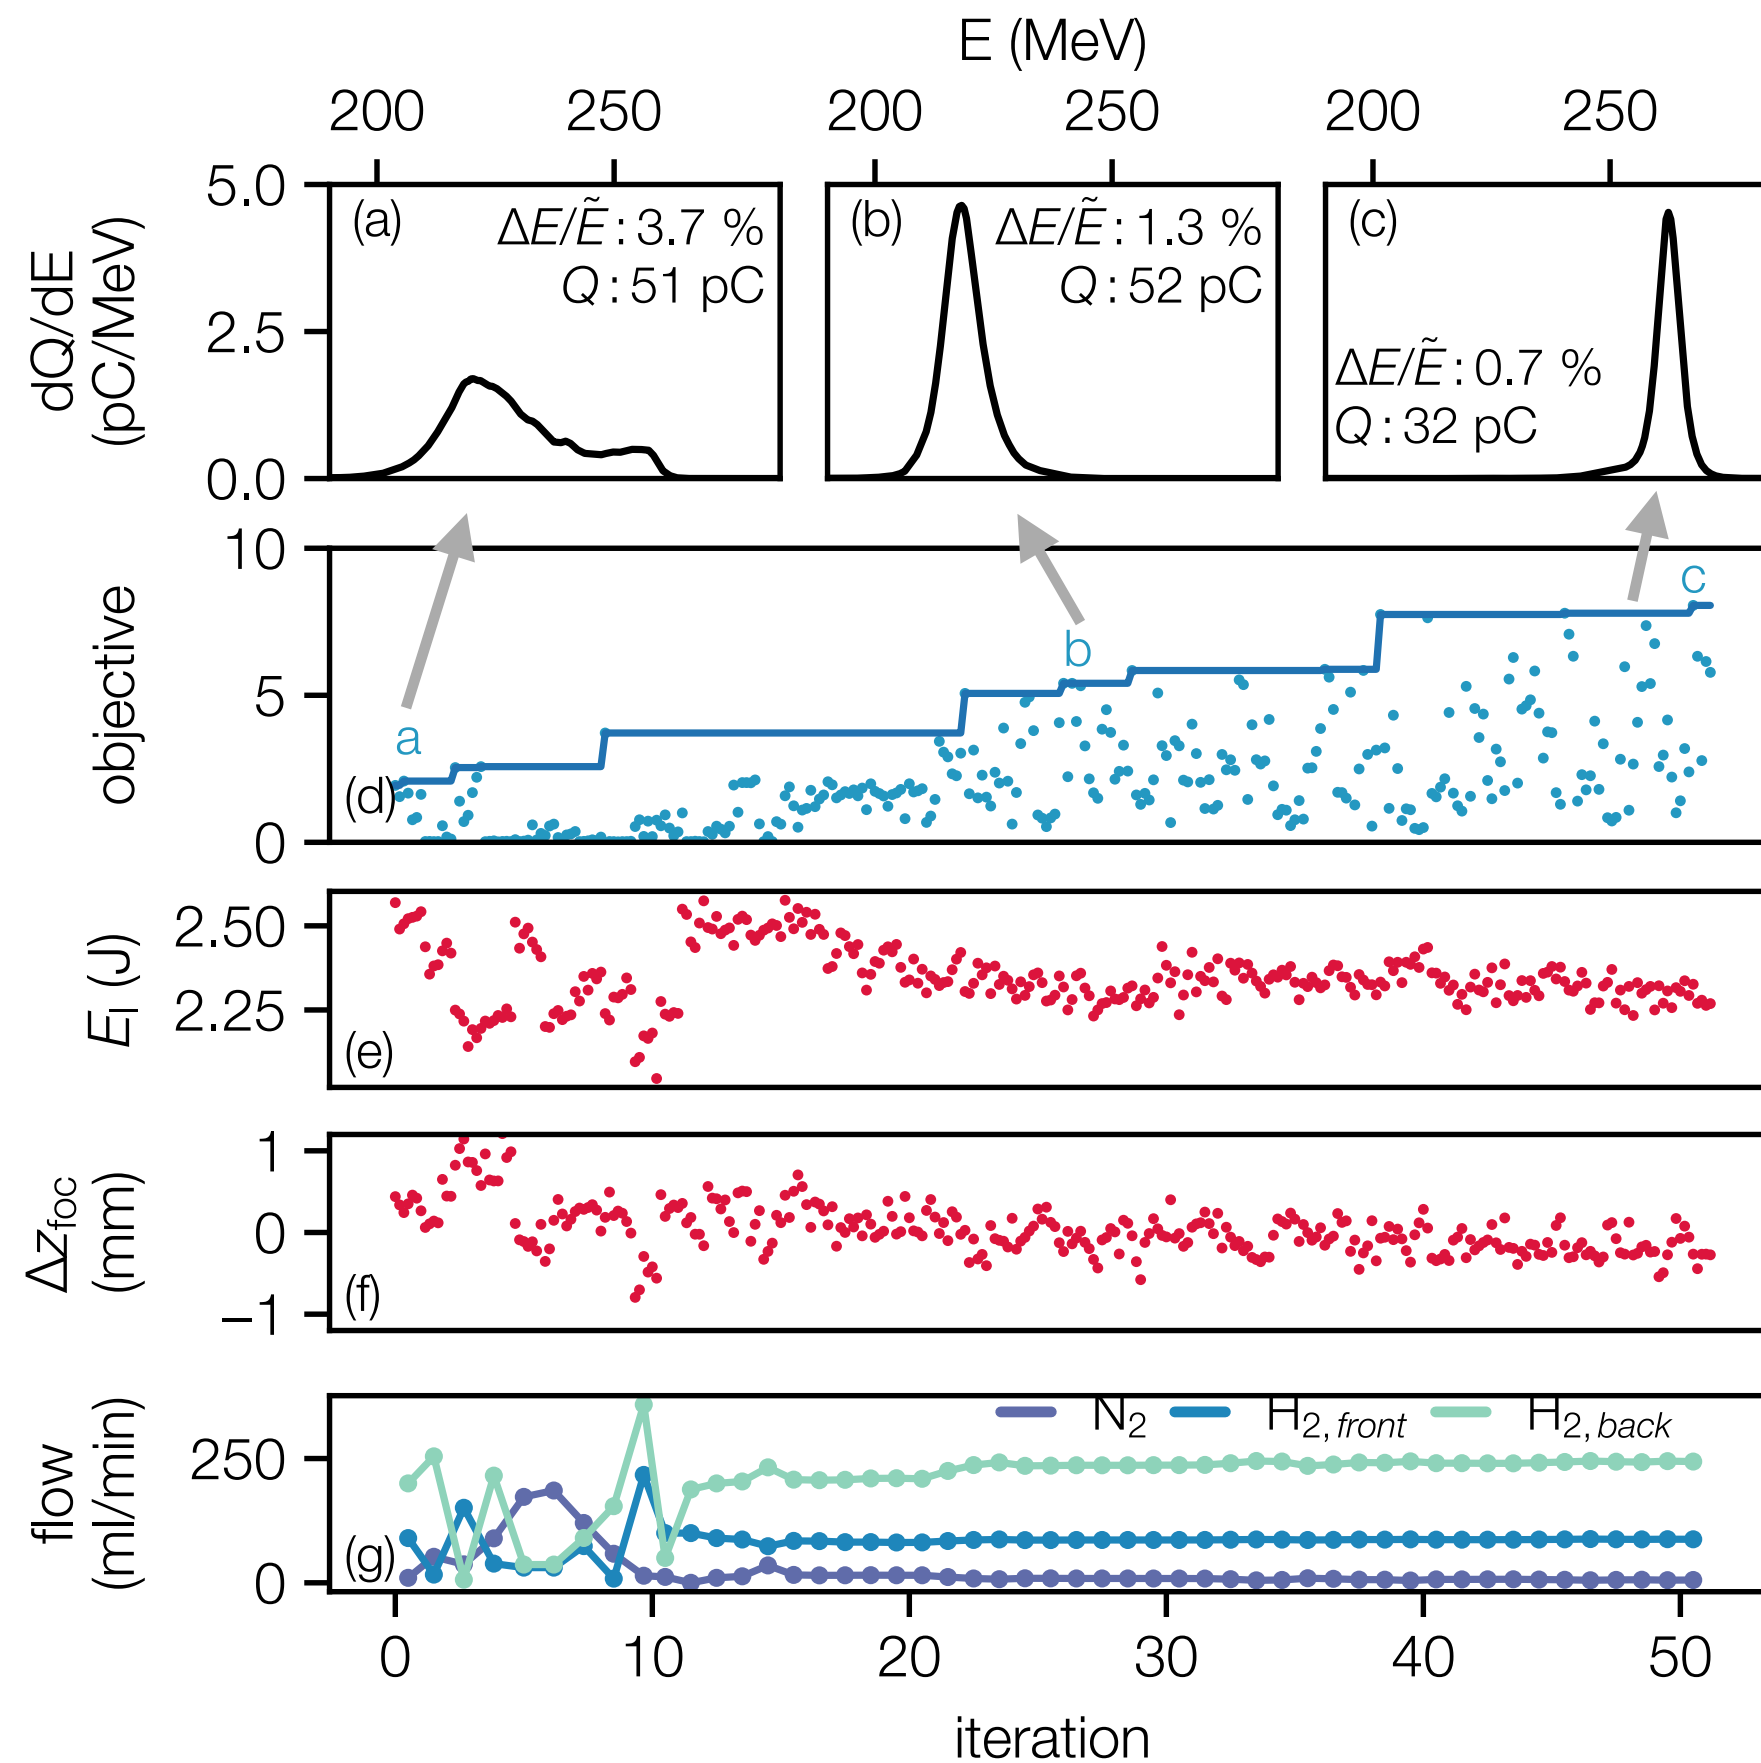 E (MeV)
200 250 200 250 200 250
dQ/dE
(pC/MeV)
5.0
2.5
0.0
(a)
ΔE/Ẽ : 3.7 %
Q : 51 pC
(b)
ΔE/Ẽ : 1.3 %
Q : 52 pC
(c)
ΔE/Ẽ : 0.7 %
Q : 32 pC
objective
10
5
0
a
b
c
(d)
E_l (J)
2.50
2.25
(e)
Δz_foc
(mm)
1
0
−1
(f)
flow
(ml/min)
250
0
N₂ H₂,front H₂,back
(g)
0 10 20 30 40 50
iteration